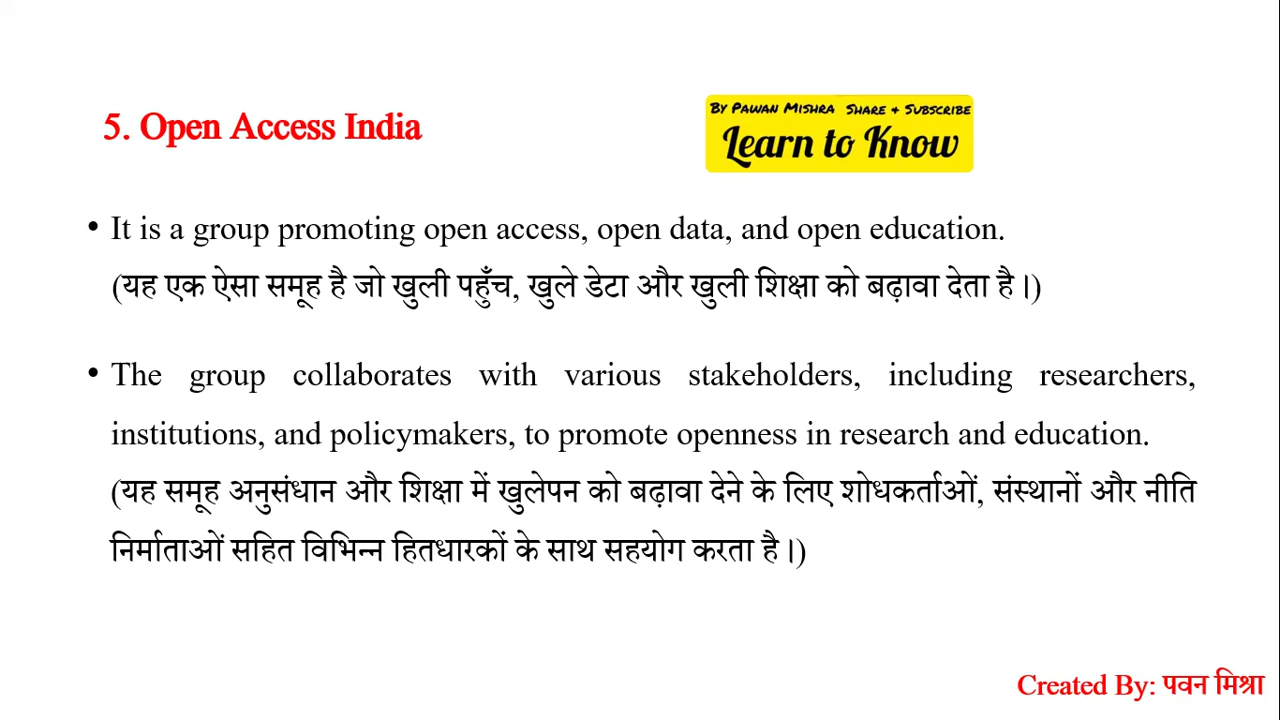 5. Open Access India
By Pawan Mishra Share & Subscribe
Learn to Know
• It is a group promoting open access, open data, and open education.
(यह एक ऐसा समूह है जो खुली पहुँच, खुले डेटा और खुली शिक्षा को बढ़ावा देता है।)
• The group collaborates with various stakeholders, including researchers,
institutions, and policymakers, to promote openness in research and education.
(यह समूह अनुसंधान और शिक्षा में खुलेपन को बढ़ावा देने के लिए शोधकर्ताओं, संस्थानों और नीति
निर्माताओं सहित विभिन्न हितधारकों के साथ सहयोग करता है।)
Created By: पवन मिश्रा